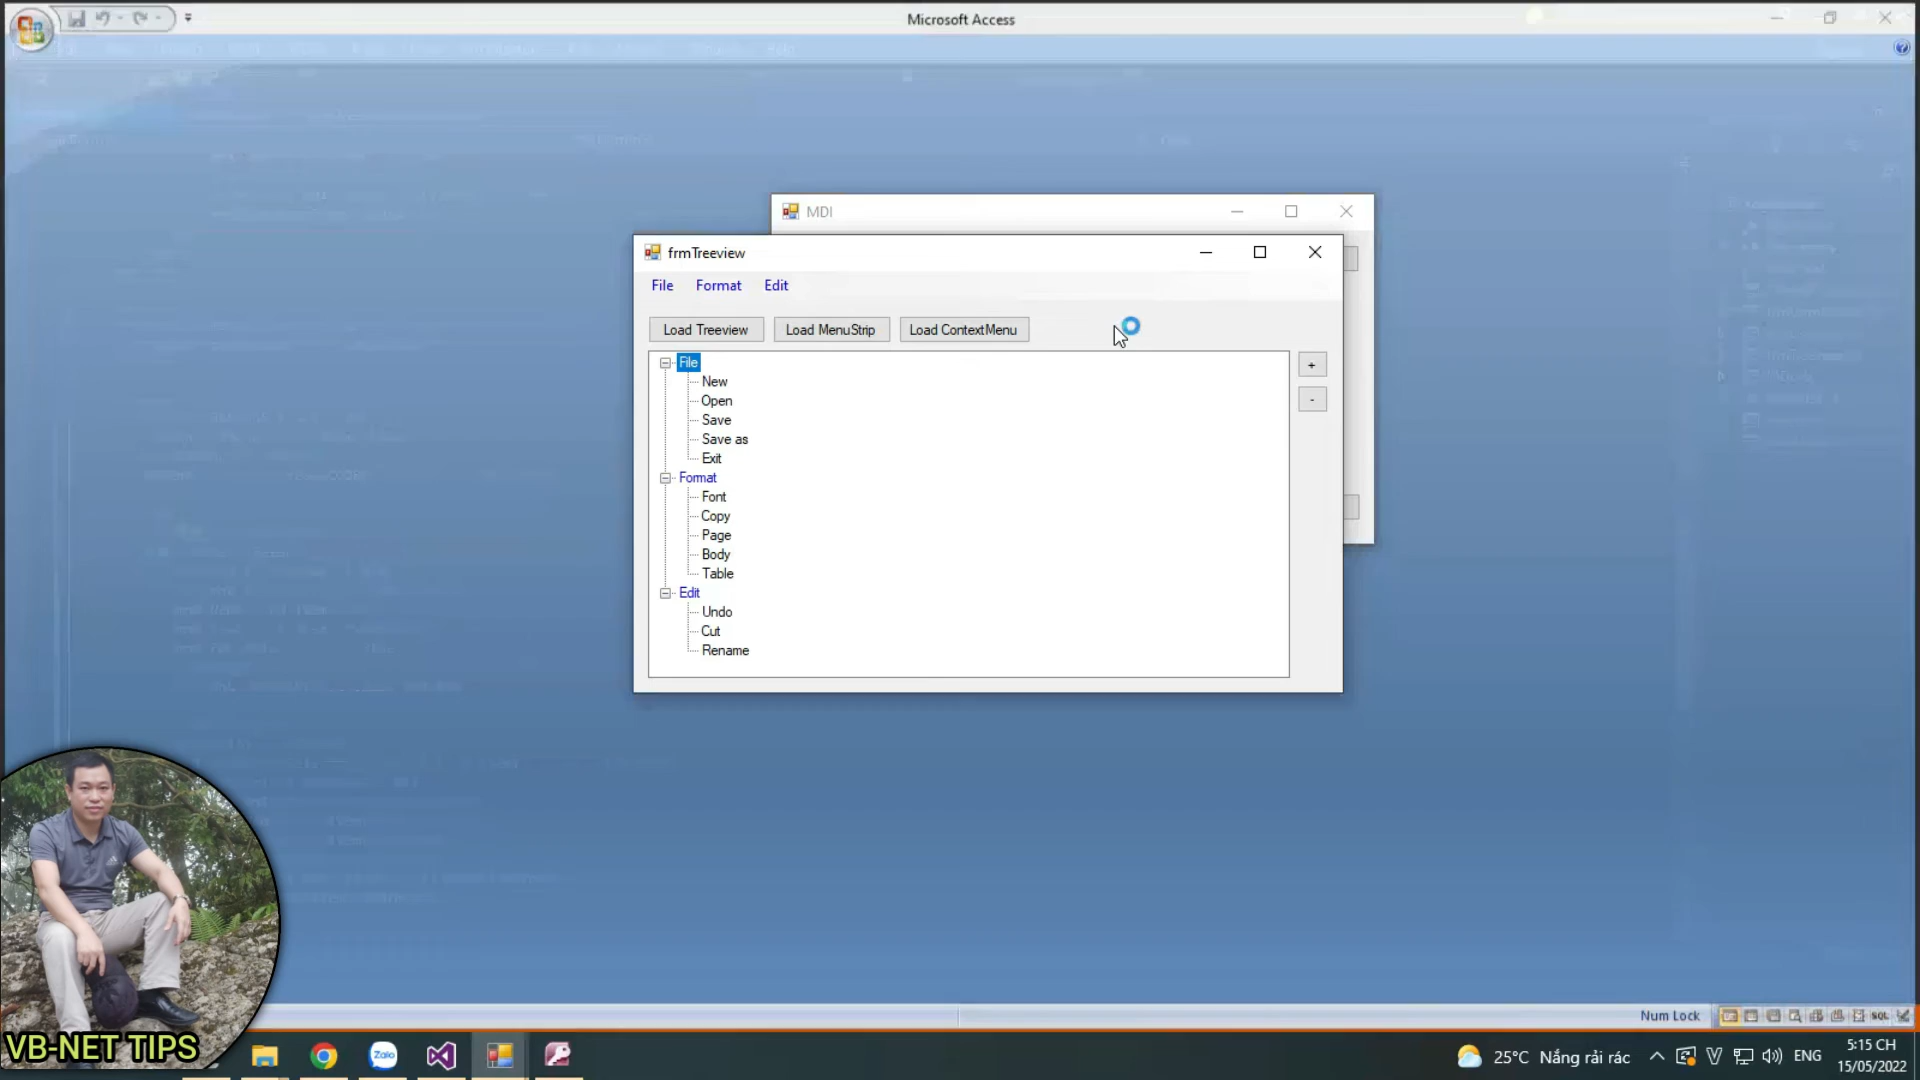 Microsoft Access
MDI
frmTreeview
File Format Edit
Load Treeview Load MenuStrip Load ContextMenu
File
New
Open
Save
Save as
Exit
Format
Font
Copy
Page
Body
Table
Edit
Undo
Cut
Rename
+
-
Num Lock
SQL
VB-NET TIPS
Zalo
25°C Nắng rải rác
V
ENG
5:15 CH
15/05/2022